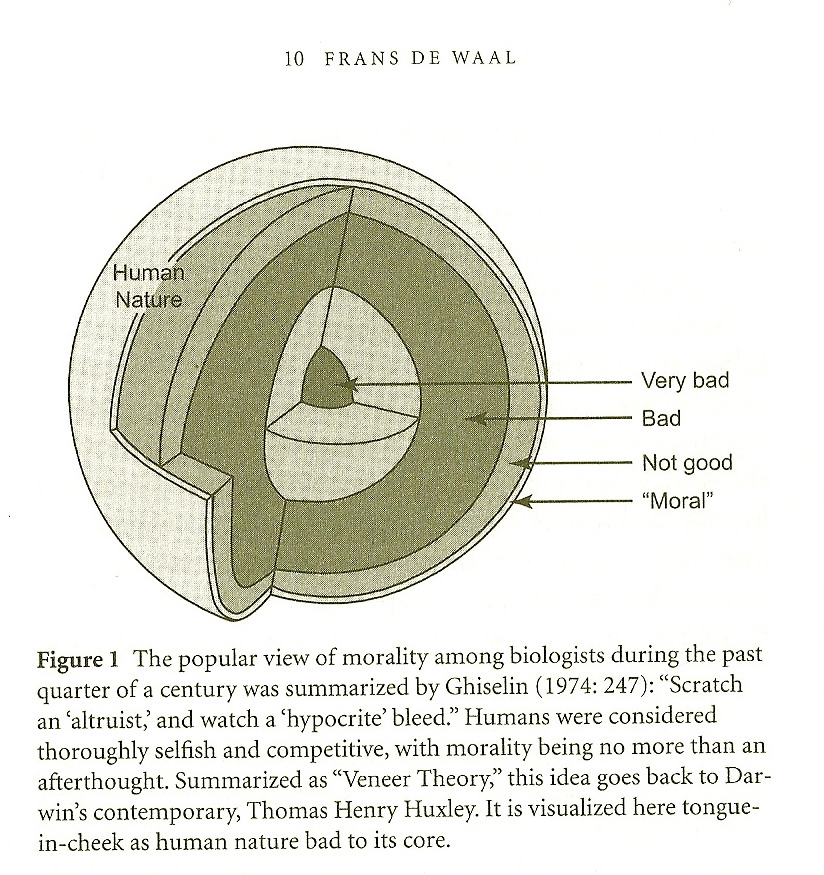 10 FRANS DE WAAL
Human
Nature
Very bad
Bad
Not good
“Moral”
Figure 1 The popular view of morality among biologists during the past
quarter of a century was summarized by Ghiselin (1974: 247): “Scratch
an ‘altruist,’ and watch a ‘hypocrite’ bleed.” Humans were considered
thoroughly selfish and competitive, with morality being no more than an
afterthought. Summarized as “Veneer Theory,” this idea goes back to Dar-
win’s contemporary, Thomas Henry Huxley. It is visualized here tongue-
in-cheek as human nature bad to its core.